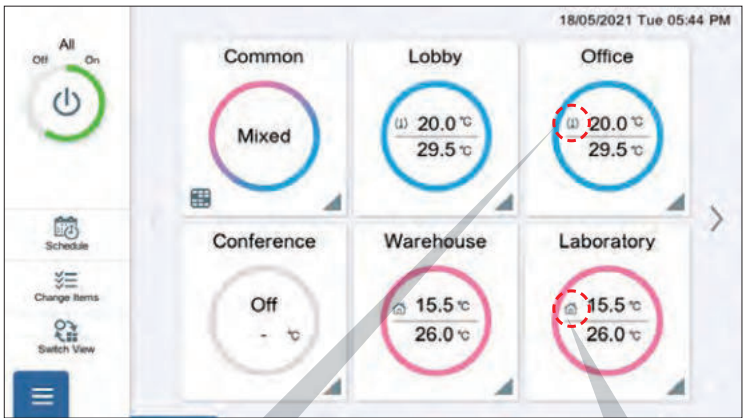 18/05/2021 Tue 05:44 PM
All
Off On
Schedule
Change Items
Switch View
Common
Mixed
Lobby
20.0 °C
29.5 °C
Office
20.0 °C
29.5 °C
Conference
Off
- °C
Warehouse
15.5 °C
26.0 °C
Laboratory
15.5 °C
26.0 °C